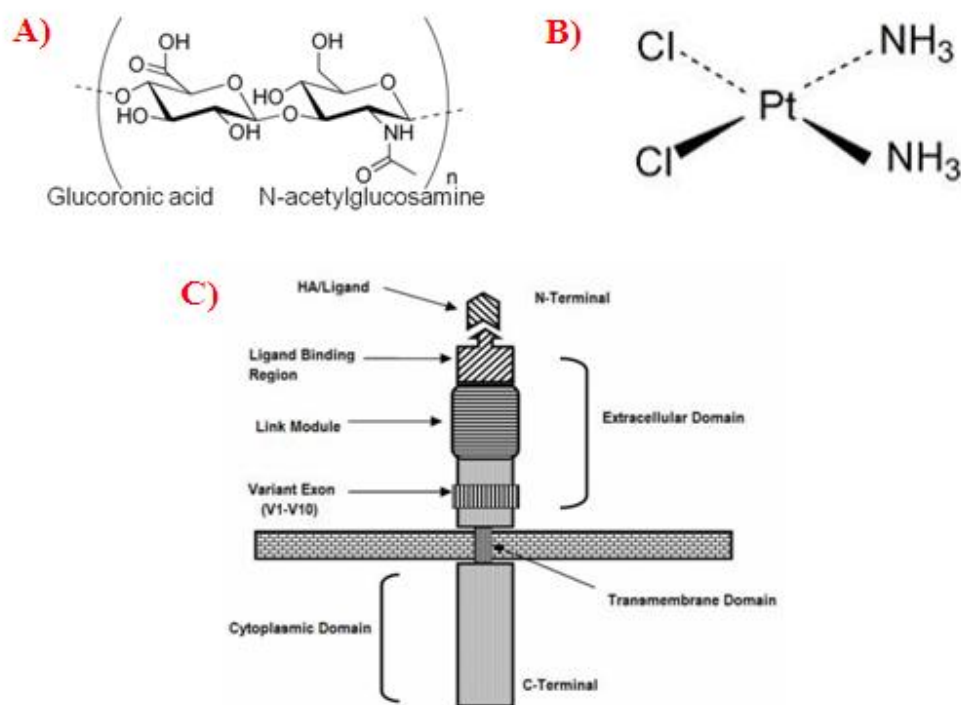 A)
OH
O
OH
O
O
HO
O
O
HO
OH
HO
O
NH
O
n
Glucoronic acid
N-acetylglucosamine
B)
Cl
NH3
Pt
Cl
NH3
C)
HA/Ligand
N-Terminal
Ligand Binding
Region
Extracellular Domain
Link Module
Variant Exon
(V1-V10)
Transmembrane Domain
Cytoplasmic Domain
C-Terminal